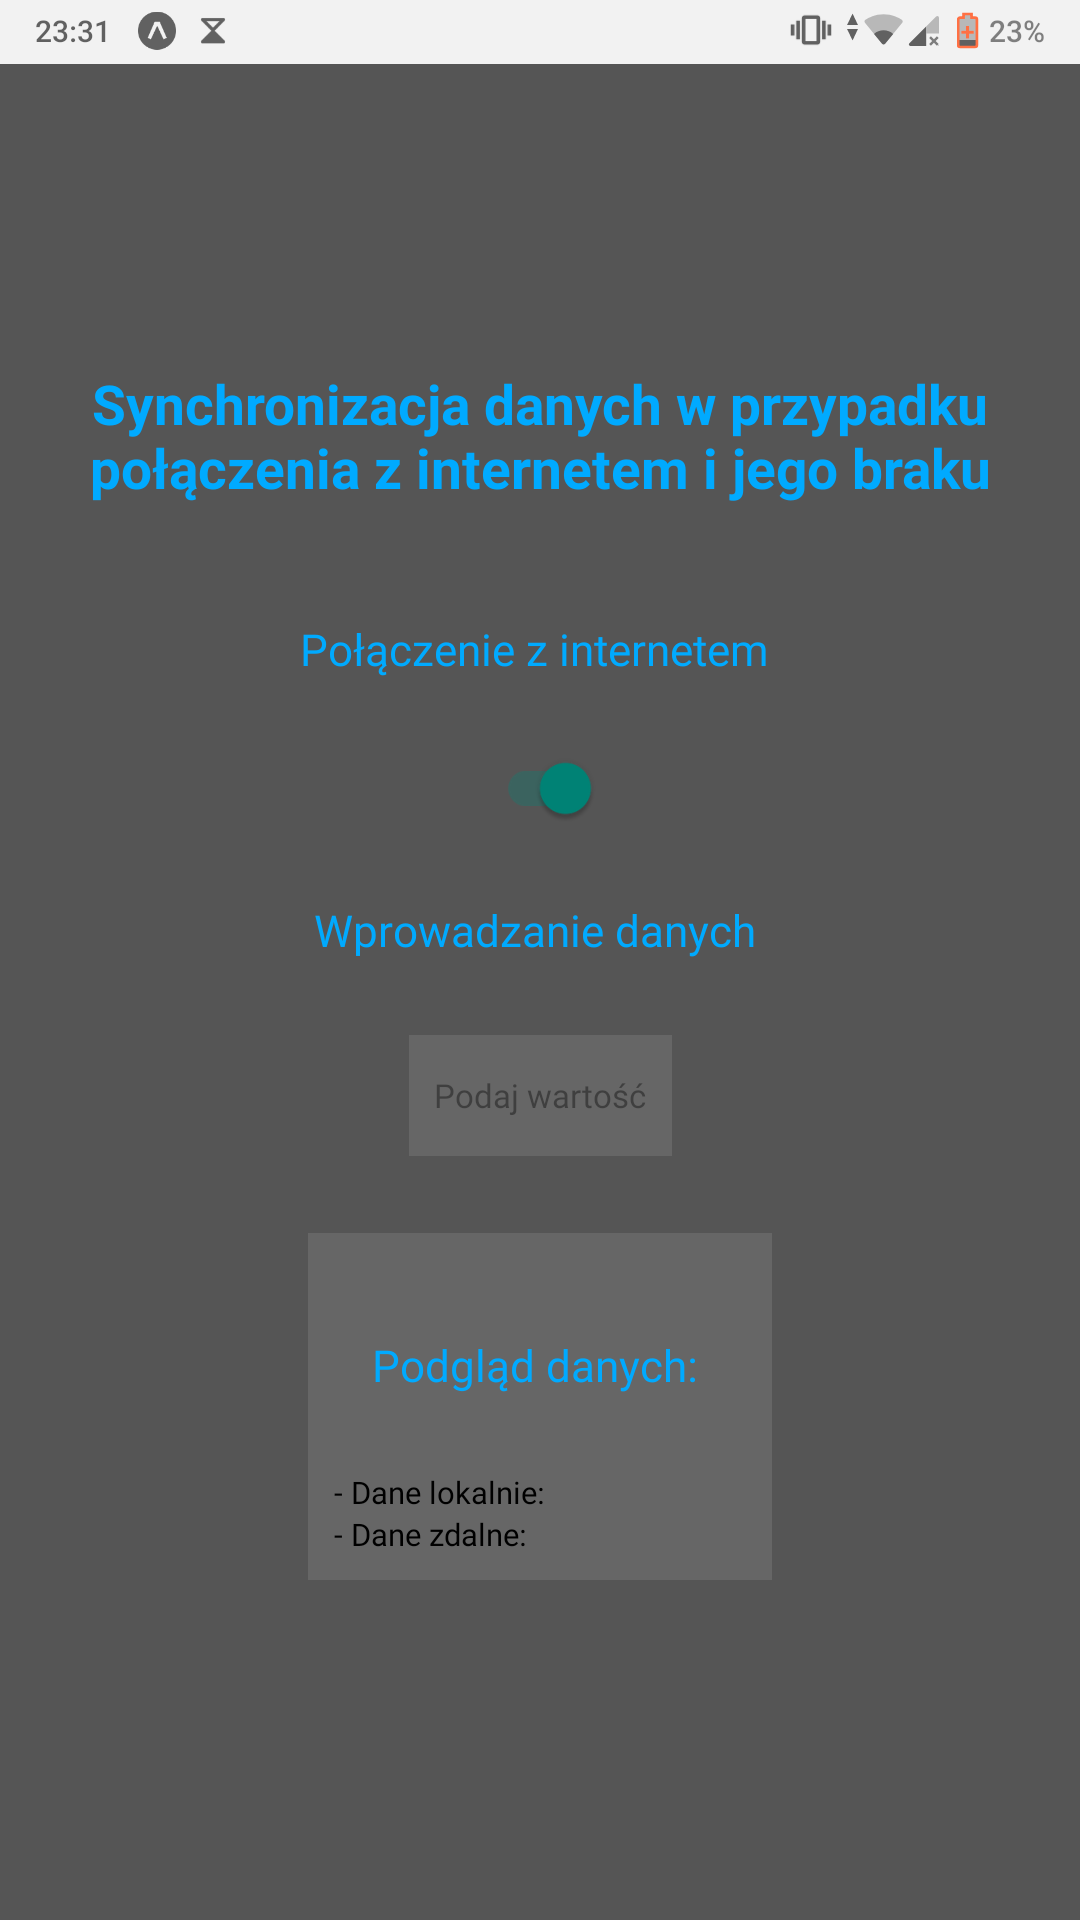 23:31 23%
Synchronizacja danych w przypadku
połączenia z internetem i jego braku
Połączenie z internetem
Wprowadzanie danych
Podaj wartość
Podgląd danych:
- Dane lokalnie:
- Dane zdalne: